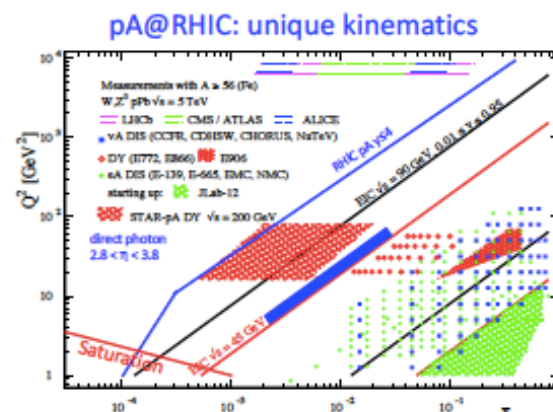 pA@RHIC: unique kinematics
10⁴
Measurements with A ≥ 56 (Fe)
W,Z⁰ pPb √s = 5 TeV
LHCb CMS / ATLAS ALICE
νA DIS (CCFR, CDHSW, CHORUS, NuTeV)
DY (E772, E866) E906
eA DIS (E-139, E-665, EMC, NMC)
starting up: JLab-12
STAR-pA DY √s = 200 GeV
direct photon
2.8 < η < 3.8
RHIC pA
EIC √s = 90 GeV, 0.01 ≤ y ≤ 0.95
EIC √s = 45 GeV
Saturation
Q² [GeV²]
10³
10²
10
1
10⁻⁴ 10⁻³ 10⁻² 10⁻¹ 1